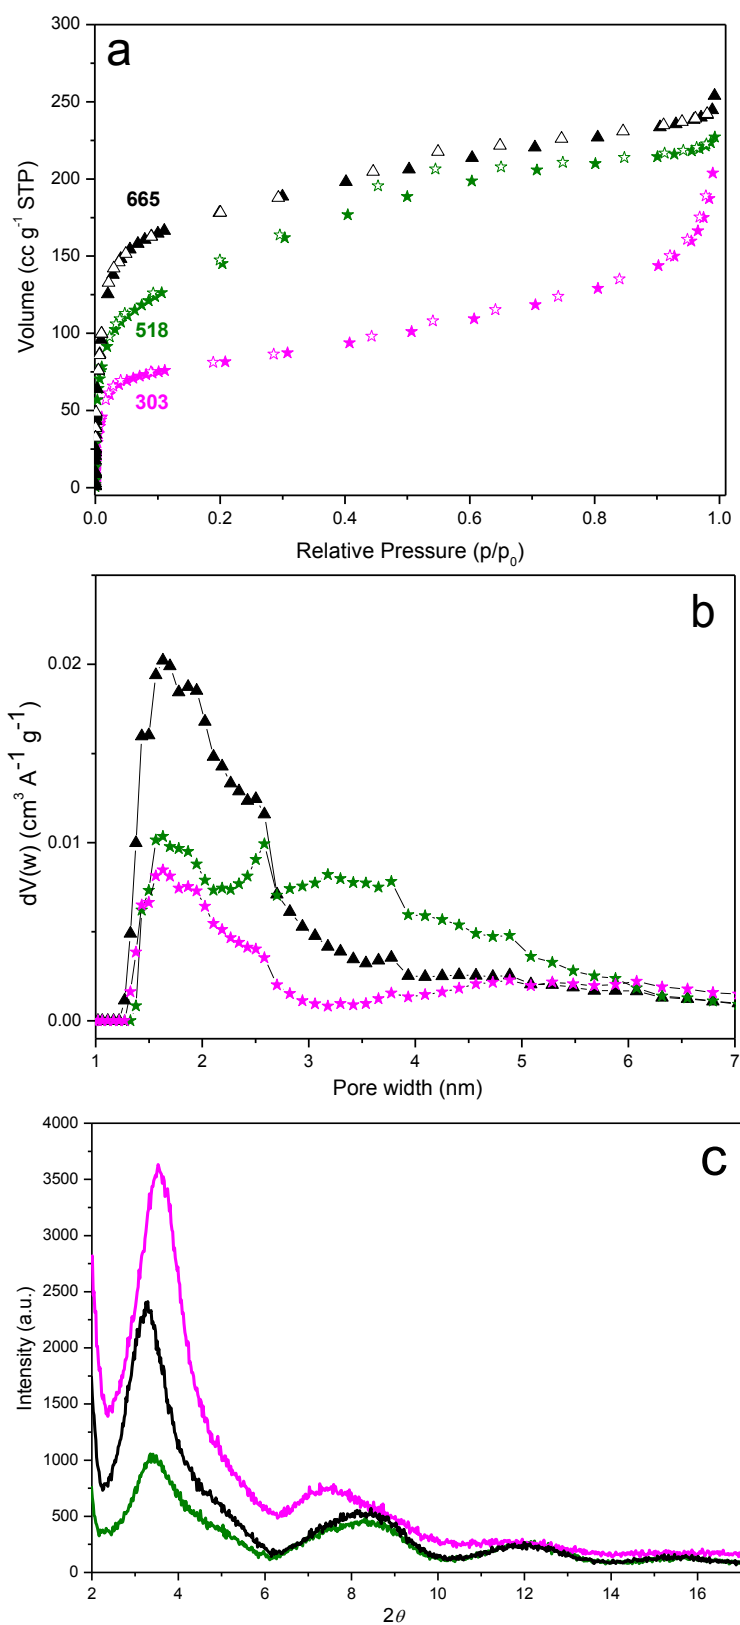 a
300
250
200
150
100
50
0
Volume (cc g⁻¹ STP)
665
518
303
0.0 0.2 0.4 0.6 0.8 1.0
Relative Pressure (p/p₀)
b
0.02
0.01
0.00
dV(w) (cm³ A⁻¹ g⁻¹)
1 2 3 4 5 6 7
Pore width (nm)
c
4000
3500
3000
2500
2000
1500
1000
500
0
Intensity (a.u.)
2 4 6 8 10 12 14 16
2θ